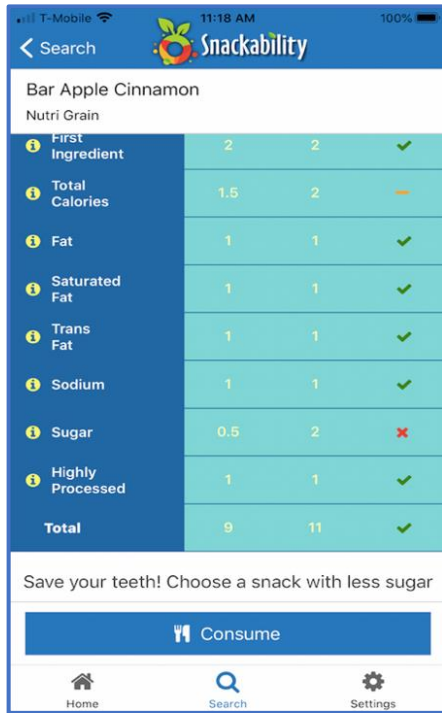 T-Mobile 11:18 AM 100%
Search Snackability
Bar Apple Cinnamon
Nutri Grain
First
Ingredient 2 2
Total
Calories 1.5 2
Fat 1 1
Saturated
Fat 1 1
Trans
Fat 1 1
Sodium 1 1
Sugar 0.5 2
Highly
Processed 1 1
Total 9 11
Save your teeth! Choose a snack with less sugar
Consume
Home Search Settings